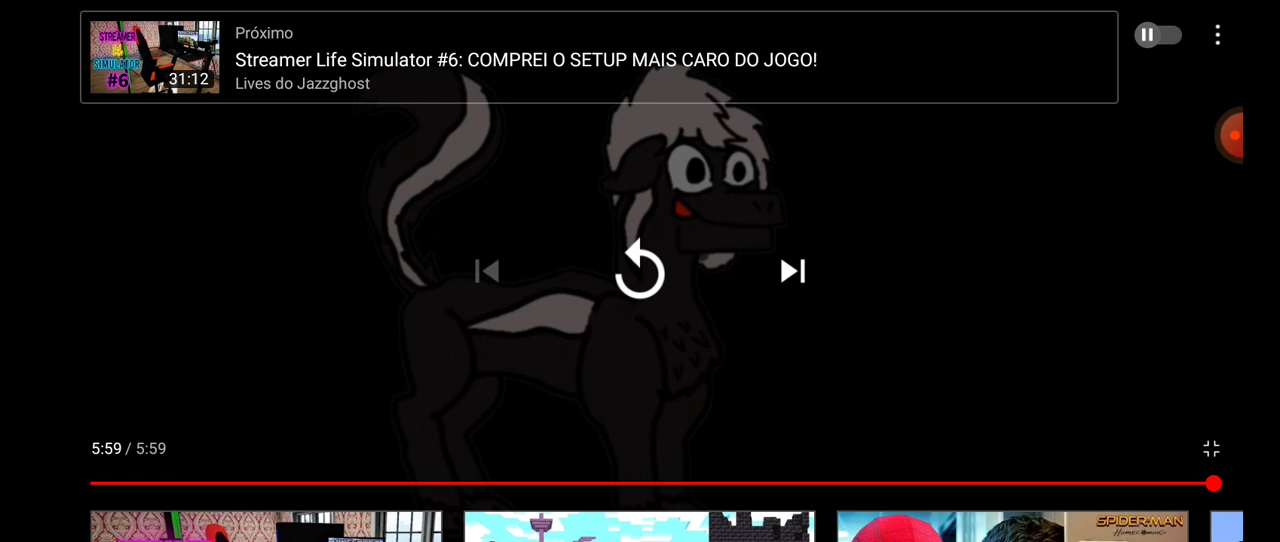 Próximo
Streamer Life Simulator #6: COMPREI O SETUP MAIS CARO DO JOGO!
Lives do Jazzghost
STREAMER
SIMULATOR
#6
31:12
5:59 / 5:59
SPIDER-MAN
HOMECOMING